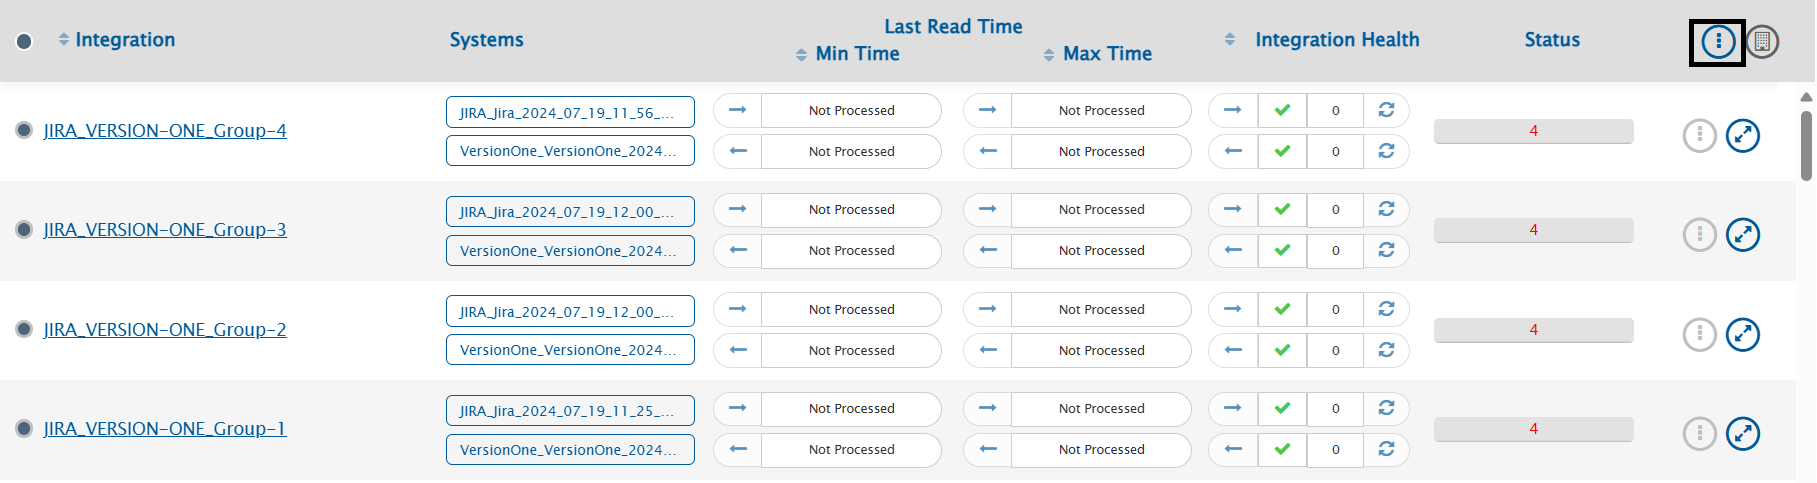 Integration Systems Last Read Time Integration Health Status
Min Time Max Time
JIRA_VERSION-ONE_Group-4
JIRA_Jira_2024_07_19_11_56_... Not Processed Not Processed 0
VersionOne_VersionOne_2024... Not Processed Not Processed 0
4
JIRA_VERSION-ONE_Group-3
JIRA_Jira_2024_07_19_12_00_... Not Processed Not Processed 0
VersionOne_VersionOne_2024... Not Processed Not Processed 0
4
JIRA_VERSION-ONE_Group-2
JIRA_Jira_2024_07_19_12_00_... Not Processed Not Processed 0
VersionOne_VersionOne_2024... Not Processed Not Processed 0
4
JIRA_VERSION-ONE_Group-1
JIRA_Jira_2024_07_19_11_25_... Not Processed Not Processed 0
VersionOne_VersionOne_2024... Not Processed Not Processed 0
4